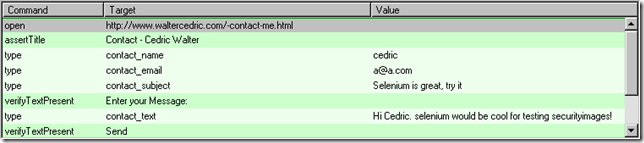 Command Target Value
open http://www.waltercedric.com/-contact-me.html
assertTitle Contact - Cedric Walter
type contact_name cedric
type contact_email a@a.com
type contact_subject Selenium is great, try it
verifyTextPresent Enter your Message:
type contact_text Hi Cedric. selenium would be cool for testing securityimages!
verifyTextPresent Send